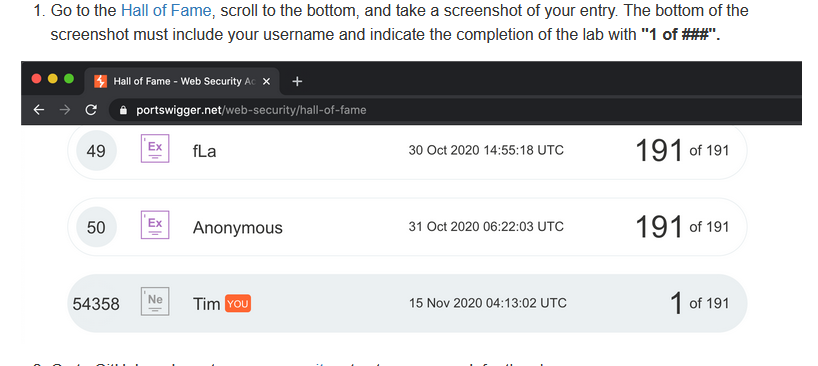 1. Go to the Hall of Fame, scroll to the bottom, and take a screenshot of your entry. The bottom of the
screenshot must include your username and indicate the completion of the lab with "1 of ###".
Hall of Fame - Web Security Ac
portswigger.net/web-security/hall-of-fame
49 Ex fLa 30 Oct 2020 14:55:18 UTC 191 of 191
50 Ex Anonymous 31 Oct 2020 06:22:03 UTC 191 of 191
54358 Ne Tim YOU 15 Nov 2020 04:13:02 UTC 1 of 191